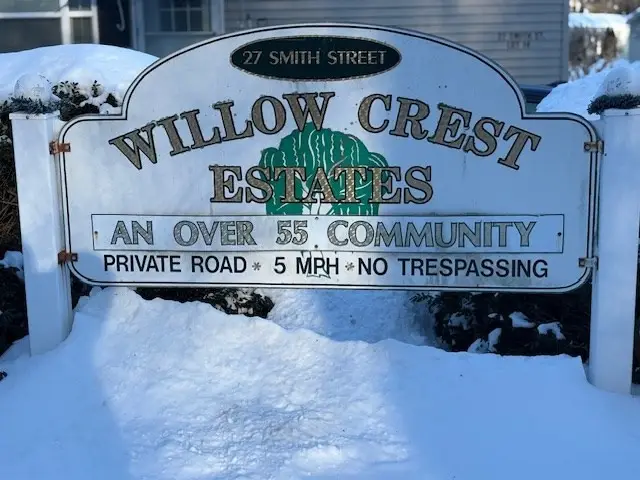 27 SMITH STREET
WILLOW CREST
ESTATES
AN OVER 55 COMMUNITY
PRIVATE ROAD * 5 MPH * NO TRESPASSING